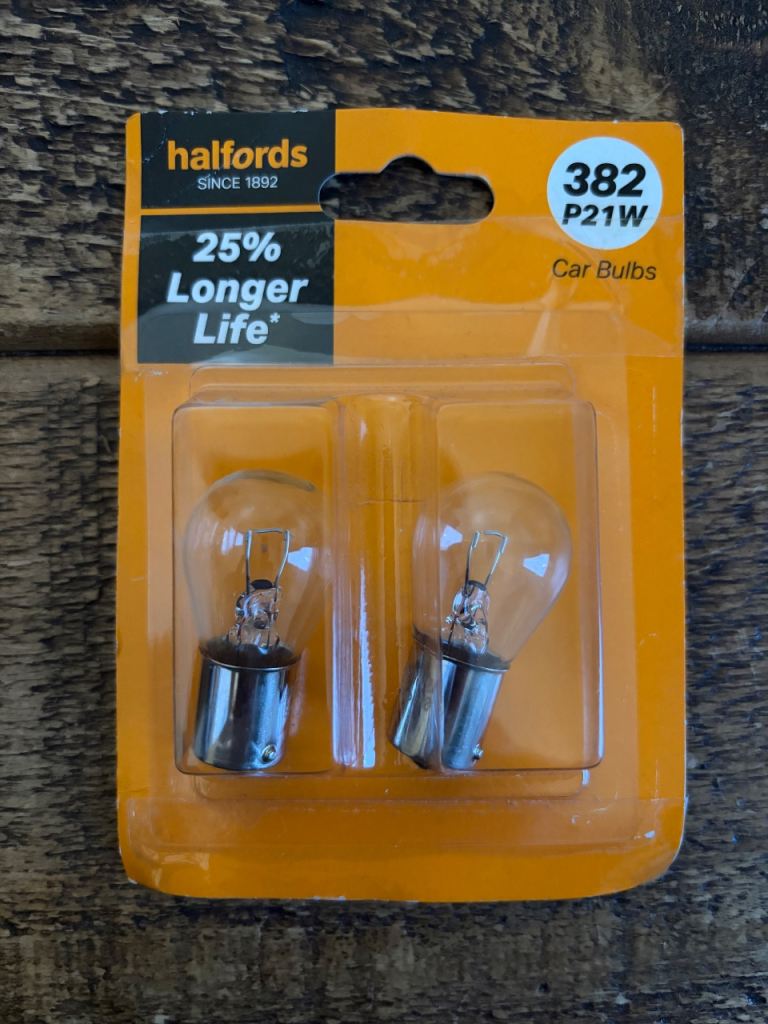 halfords
SINCE 1892
25%
Longer
Life*
382
P21W
Car Bulbs